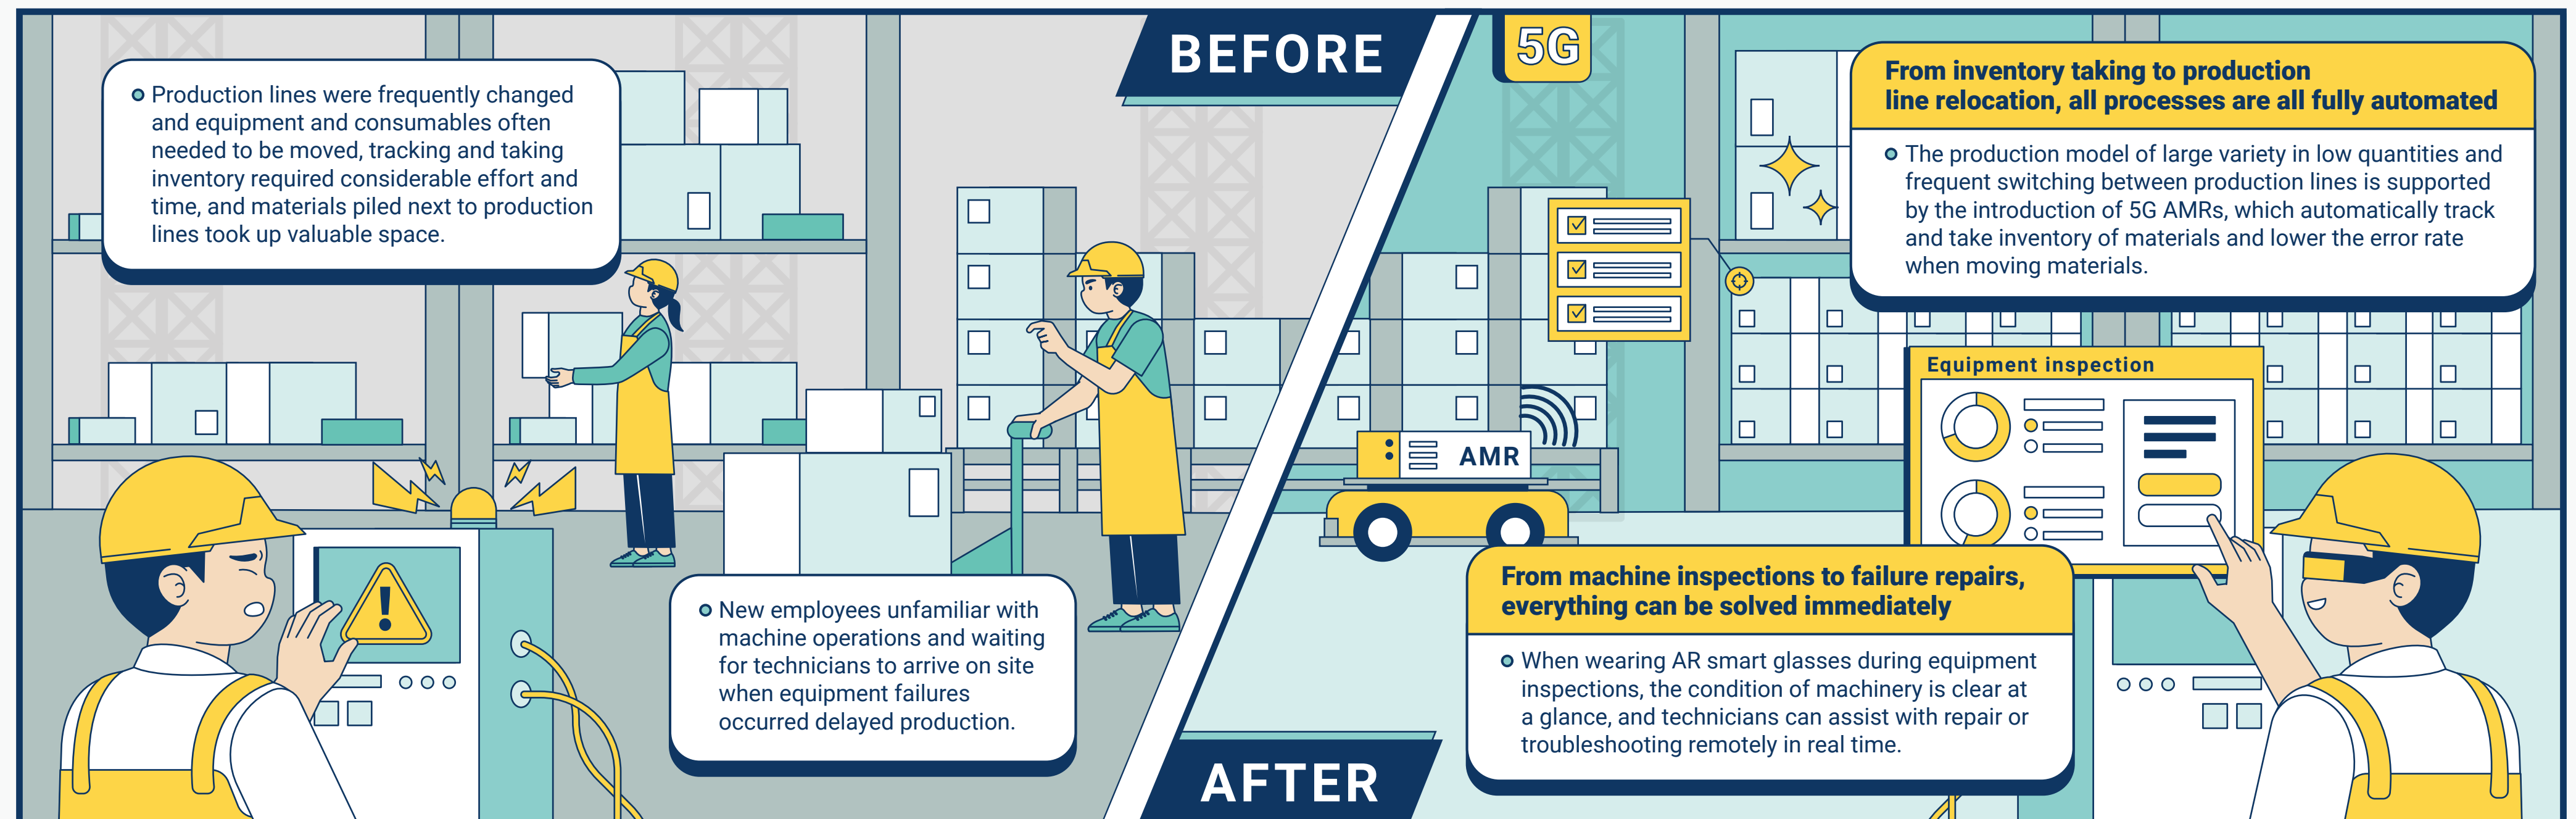 BEFORE
Production lines were frequently changed
and equipment and consumables often
needed to be moved, tracking and taking
inventory required considerable effort and
time, and materials piled next to production
lines took up valuable space.
New employees unfamiliar with
machine operations and waiting
for technicians to arrive on site
when equipment failures
occurred delayed production.
5G
From inventory taking to production
line relocation, all processes are all fully automated
The production model of large variety in low quantities and
frequent switching between production lines is supported
by the introduction of 5G AMRs, which automatically track
and take inventory of materials and lower the error rate
when moving materials.
Equipment inspection
AMR
From machine inspections to failure repairs,
everything can be solved immediately
When wearing AR smart glasses during equipment
inspections, the condition of machinery is clear at
a glance, and technicians can assist with repair or
troubleshooting remotely in real time.
AFTER